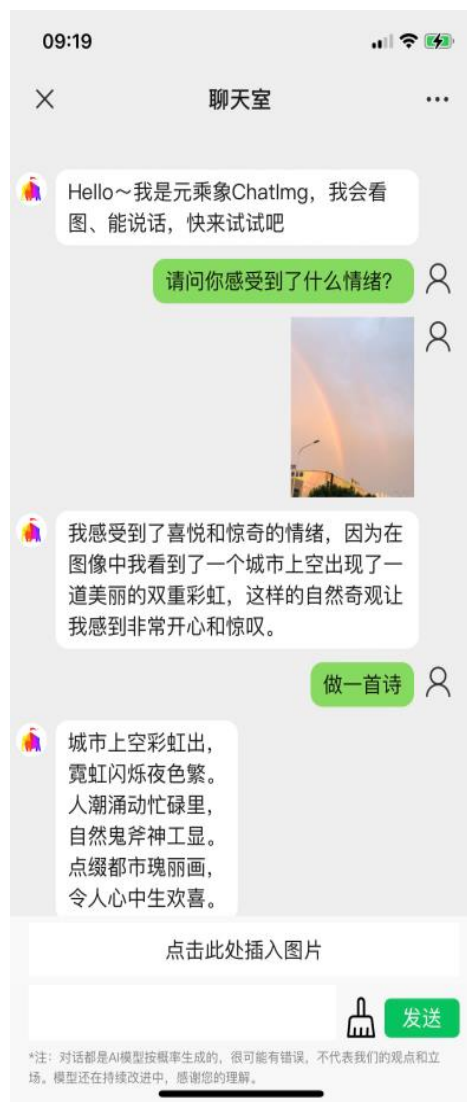 09:19
聊天室
Hello～我是元乘象ChatImg，我会看
图、能说话，快来试试吧
请问你感受到了什么情绪？
我感受到了喜悦和惊奇的情绪，因为在
图像中我看到了一个城市上空出现了一
道美丽的双重彩虹，这样的自然奇观让
我感到非常开心和惊叹。
做一首诗
城市上空彩虹出，
霓虹闪烁夜色繁。
人潮涌动忙碌里，
自然鬼斧神工显。
点缀都市瑰丽画，
令人心中生欢喜。
点击此处插入图片
发送
*注：对话都是AI模型按概率生成的，很可能有错误，不代表我们的观点和立
场。模型还在持续改进中，感谢您的理解。